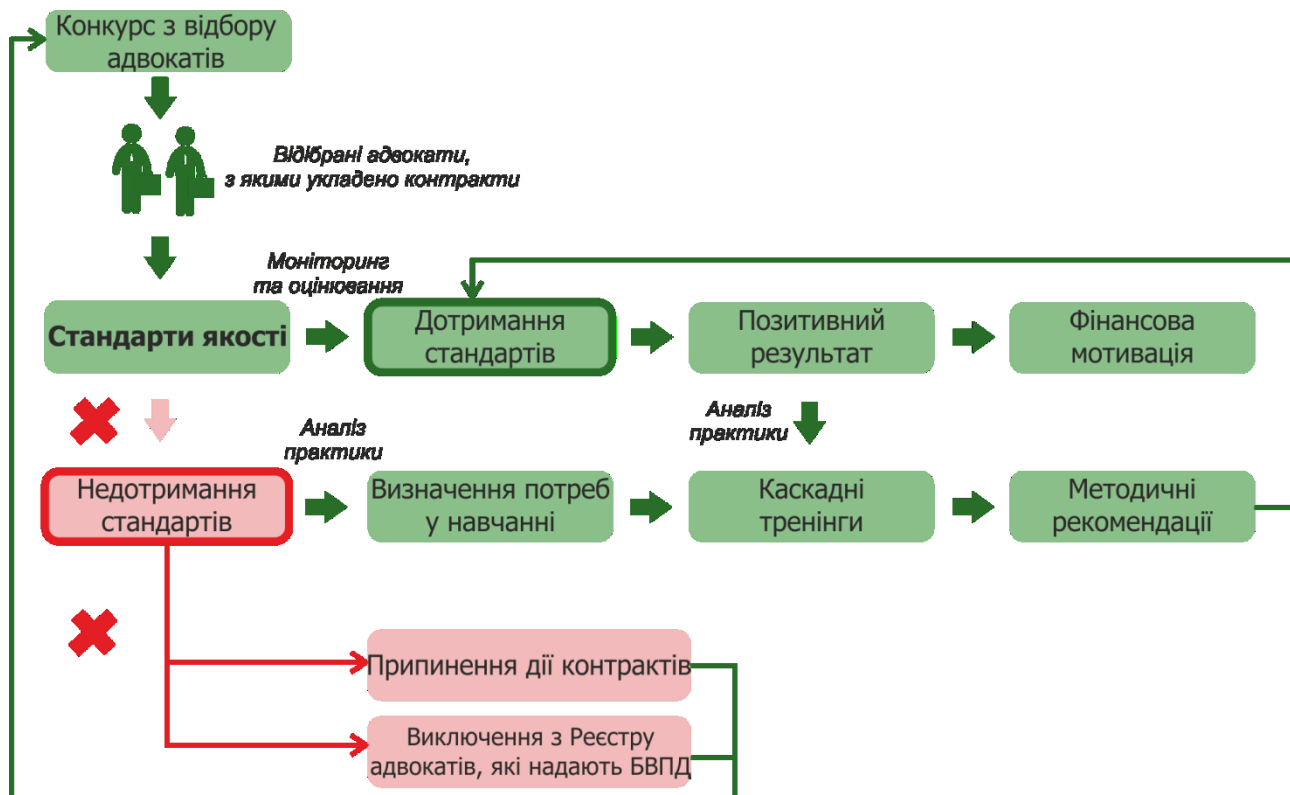 Конкурс з відбору
адвокатів
Відібрані адвокати,
з якими укладено контракти
Моніторинг
та оцінювання
Стандарти якості
Дотримання
стандартів
Позитивний
результат
Фінансова
мотивація
Аналіз
практики
Аналіз
практики
Недотримання
стандартів
Визначення потреб
у навчанні
Каскадні
тренінги
Методичні
рекомендації
Припинення дії контрактів
Виключення з Реєстру
адвокатів, які надають БВПД